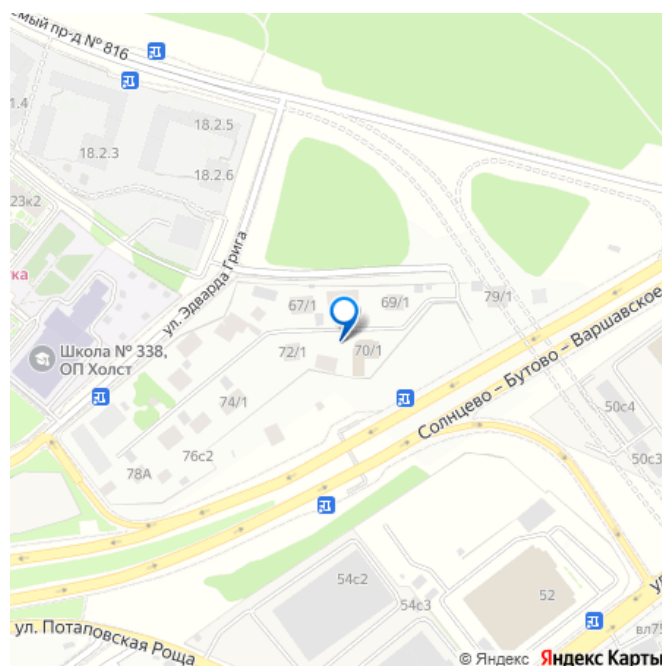 емый пр-д № 816
1.4
18.2.5
18.2.3
18.2.6
23к2
ка
ул. Эдварда Грига
67/1
69/1
79/1
Школа № 338,
ОП Холст
72/1
70/1
74/1
Солнцево – Бутово – Варшавское
76с2
78А
50с4
50с3
54с2
54с3
52
ул. Потаповская Роща
вл75
© Яндекс Яндекс Карты